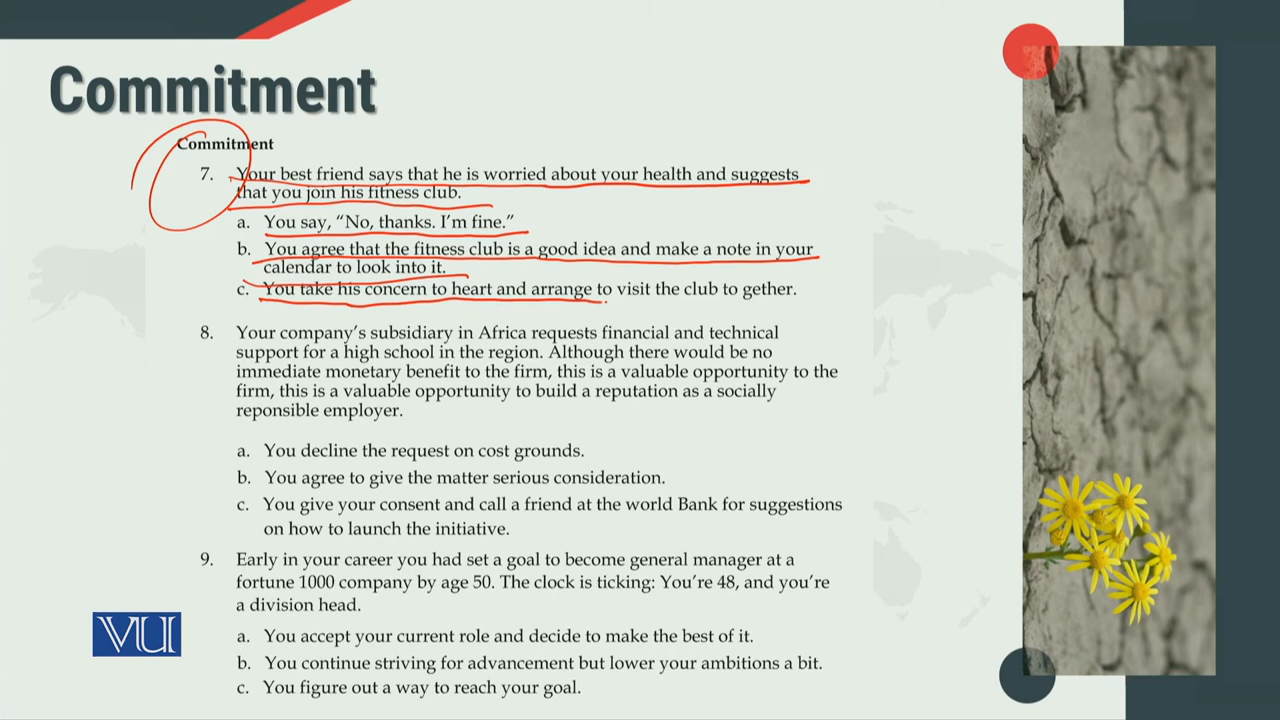 Commitment
Commitment
7. Your best friend says that he is worried about your health and suggests
that you join his fitness club.
a. You say, “No, thanks. I’m fine.”
b. You agree that the fitness club is a good idea and make a note in your
calendar to look into it.
c. You take his concern to heart and arrange to visit the club to gether.
8. Your company’s subsidiary in Africa requests financial and technical
support for a high school in the region. Although there would be no
immediate monetary benefit to the firm, this is a valuable opportunity to the
firm, this is a valuable opportunity to build a reputation as a socially
reponsible employer.
a. You decline the request on cost grounds.
b. You agree to give the matter serious consideration.
c. You give your consent and call a friend at the world Bank for suggestions
on how to launch the initiative.
9. Early in your career you had set a goal to become general manager at a
fortune 1000 company by age 50. The clock is ticking: You’re 48, and you’re
a division head.
a. You accept your current role and decide to make the best of it.
b. You continue striving for advancement but lower your ambitions a bit.
c. You figure out a way to reach your goal.
VU